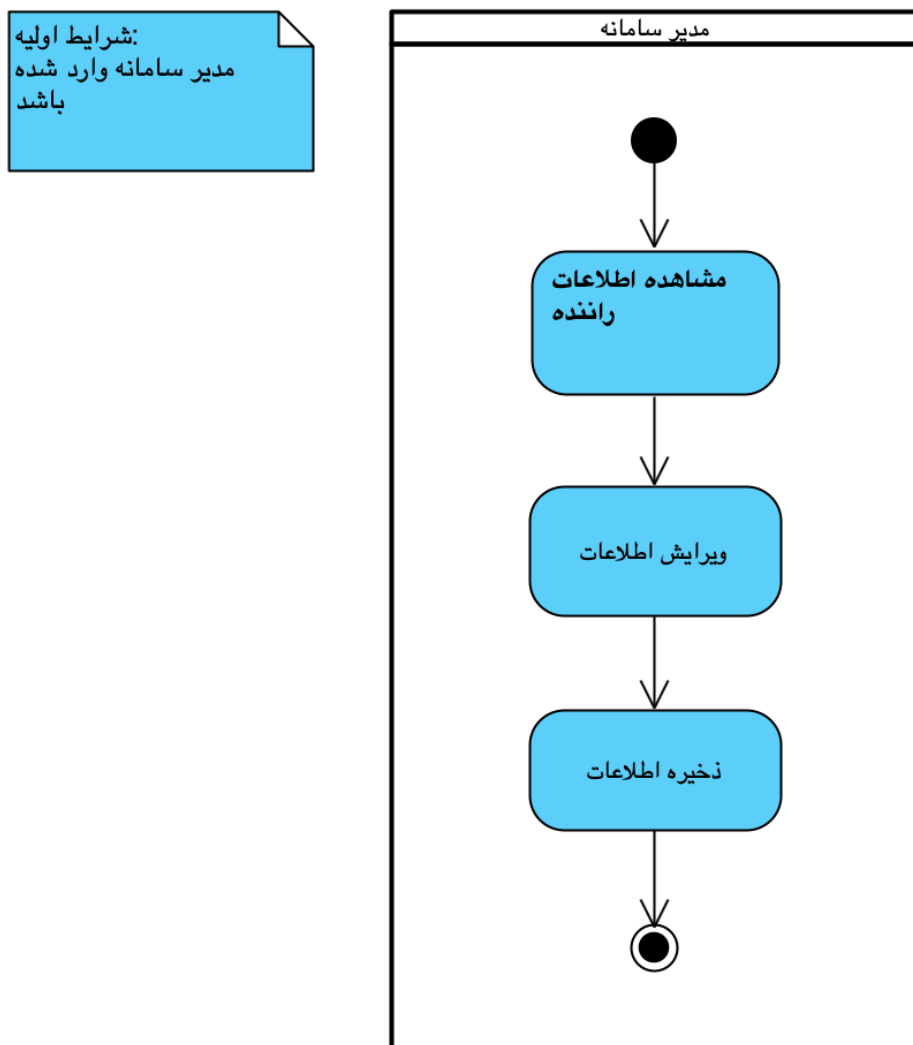 شرایط اولیه:
مدیر سامانه وارد شده
باشد
مدیر سامانه
مشاهده اطلاعات
راننده
ویرایش اطلاعات
ذخیره اطلاعات